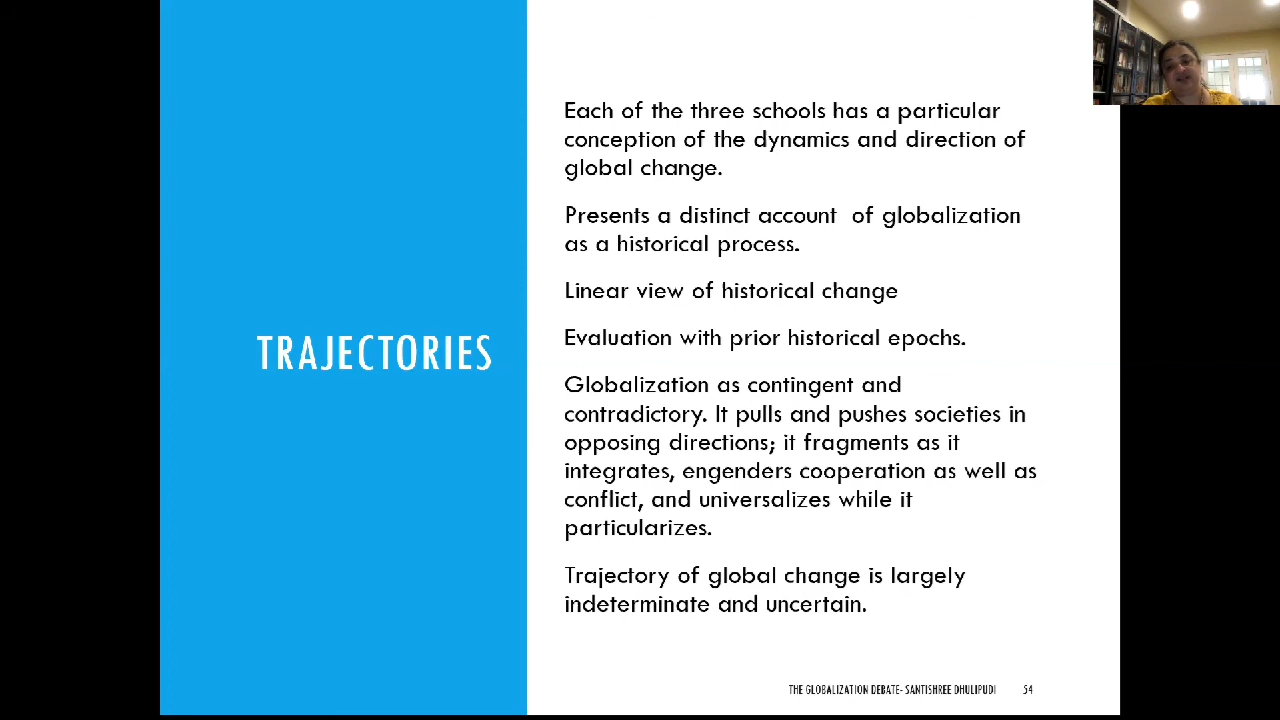 TRAJECTORIES
Each of the three schools has a particular
conception of the dynamics and direction of
global change.
Presents a distinct account of globalization
as a historical process.
Linear view of historical change
Evaluation with prior historical epochs.
Globalization as contingent and
contradictory. It pulls and pushes societies in
opposing directions; it fragments as it
integrates, engenders cooperation as well as
conflict, and universalizes while it
particularizes.
Trajectory of global change is largely
indeterminate and uncertain.
THE GLOBALIZATION DEBATE- SANTISHREE DHULIPUDI 54